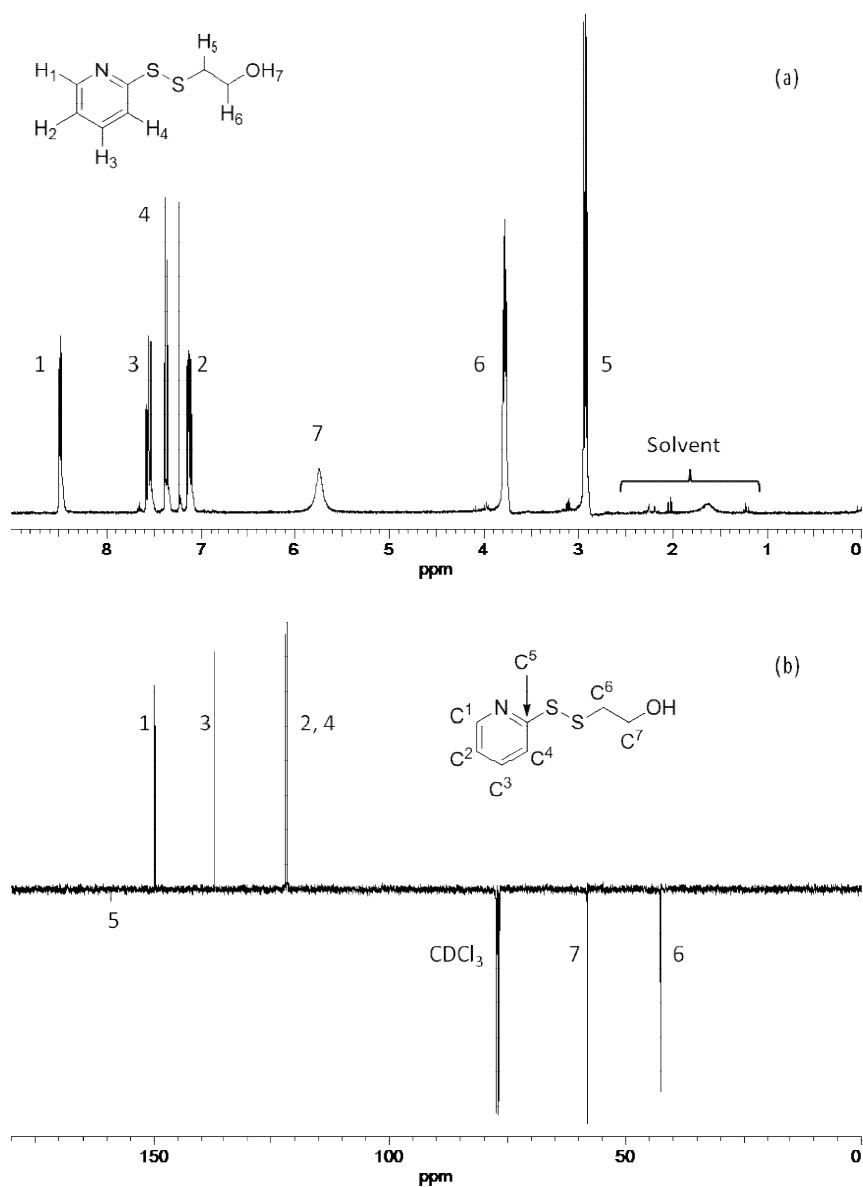 (a)
H₅
H₁ N S S OH₇
H₂ H₄ H₆
H₃
4
1 3 2 6 5
7
Solvent
8 7 6 5 4 3 2 1 0
ppm
(b)
C⁵
1 3 2, 4
C¹ N S S C⁶ OH
C² C⁴ C⁷
C³
5
CDCl₃ 7 6
150 100 50 0
ppm